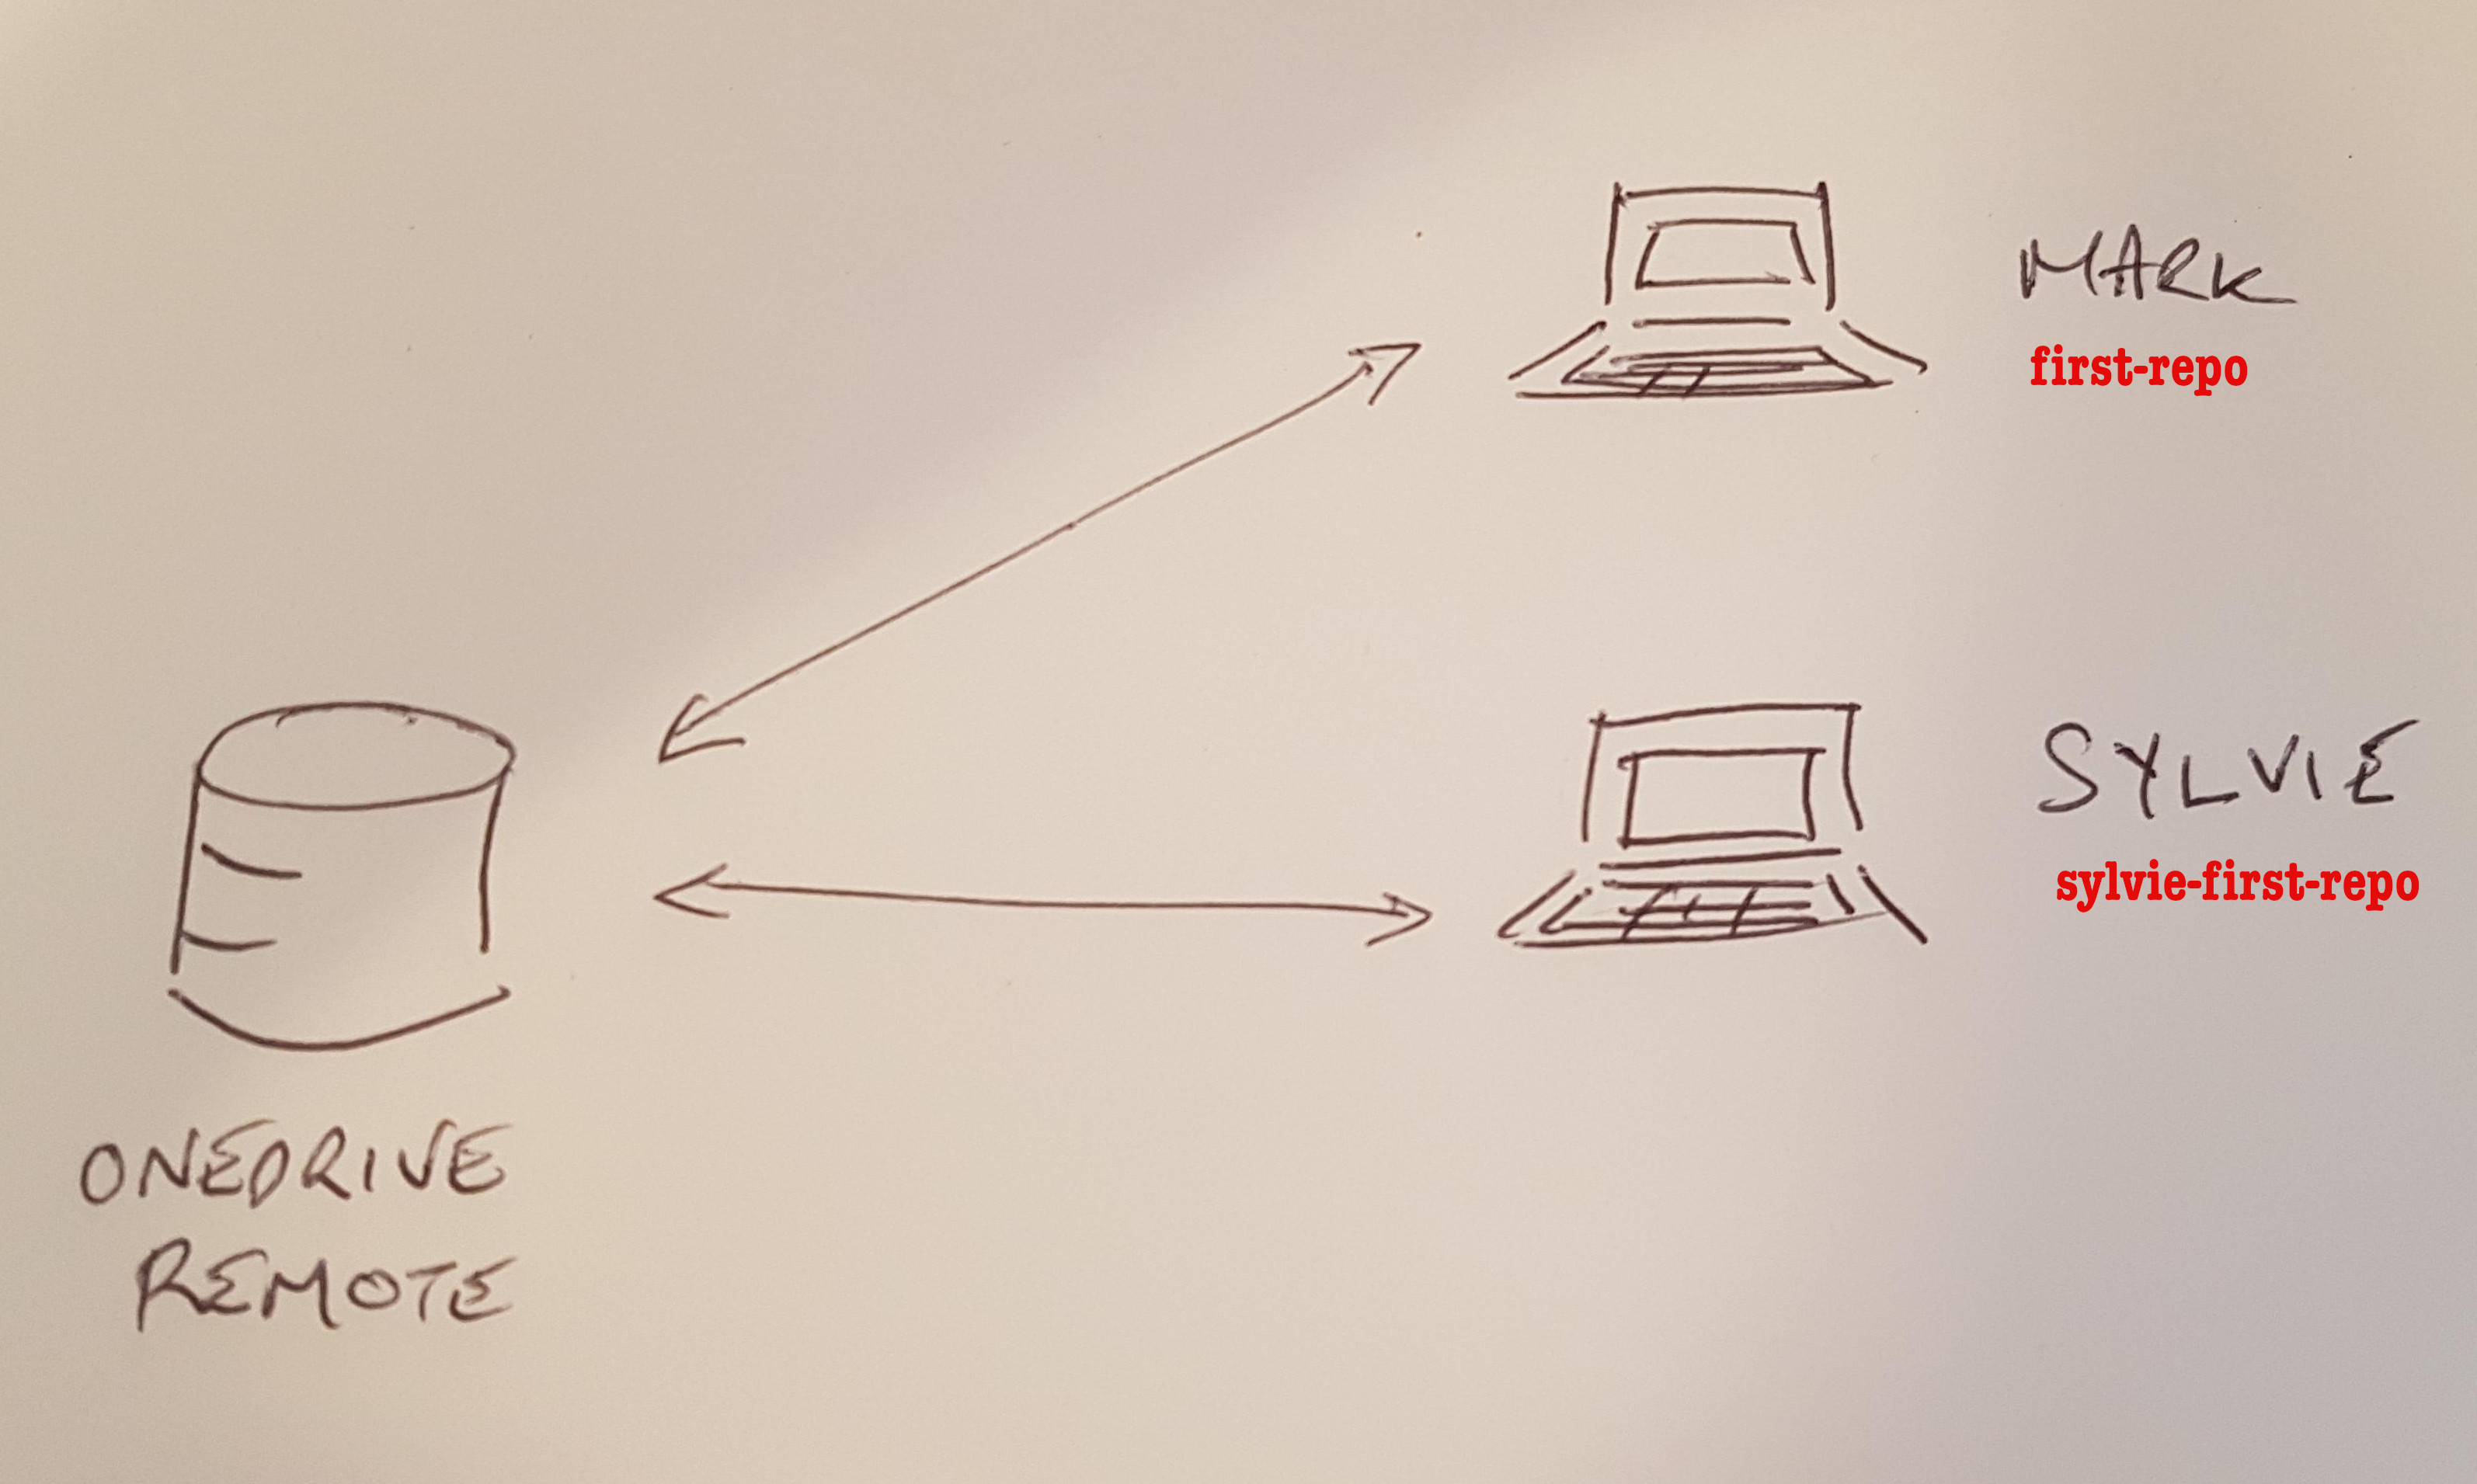 MARK
first-repo
SYLVIE
sylvie-first-repo
ONEDRIVE
REMOTE